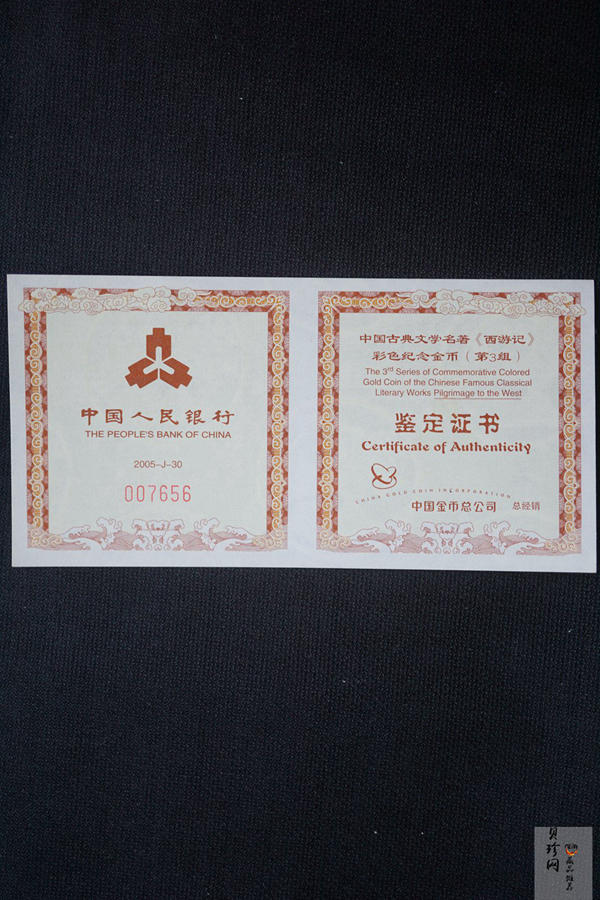 中国人民银行
THE PEOPLE'S BANK OF CHINA
2005-J-30
007656
中国古典文学名著《西游记》
彩色纪念金币（第3组）
The 3rd Series of Commemorative Colored
Gold Coin of the Chinese Famous Classical
Literary Works Pilgrimage to the West
鉴定证书
Certificate of Authenticity
CHINA GOLD COIN INCORPORATION
中国金币总公司 总经销
贝珍网
藏品推荐